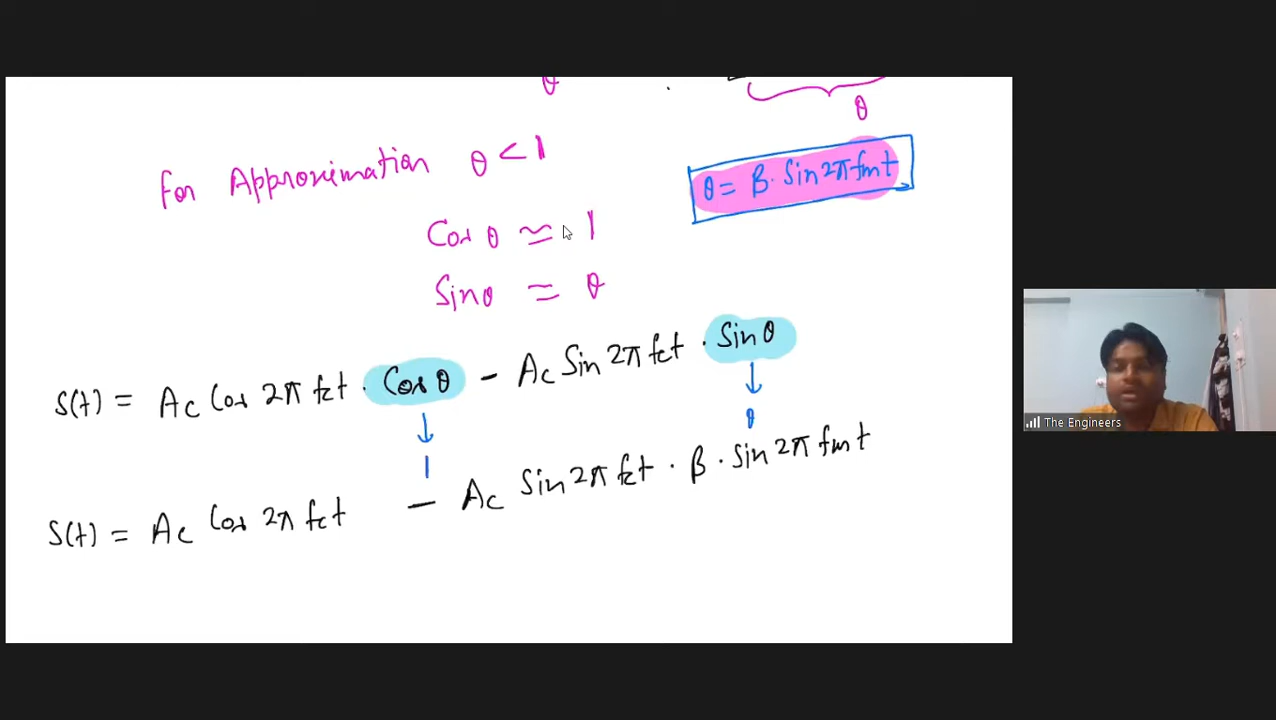 θ
θ
For Approximation θ < 1
θ = β · Sin 2π fmt
Cos θ ≃ 1
Sinθ = θ
S(t) = Ac Cos 2π fct · Cos θ − Ac Sin 2π fct · Sin θ
↓ ↓
1 θ
S(t) = Ac Cos 2π fct − Ac Sin 2π fct · β · Sin 2π fmt
The Engineers